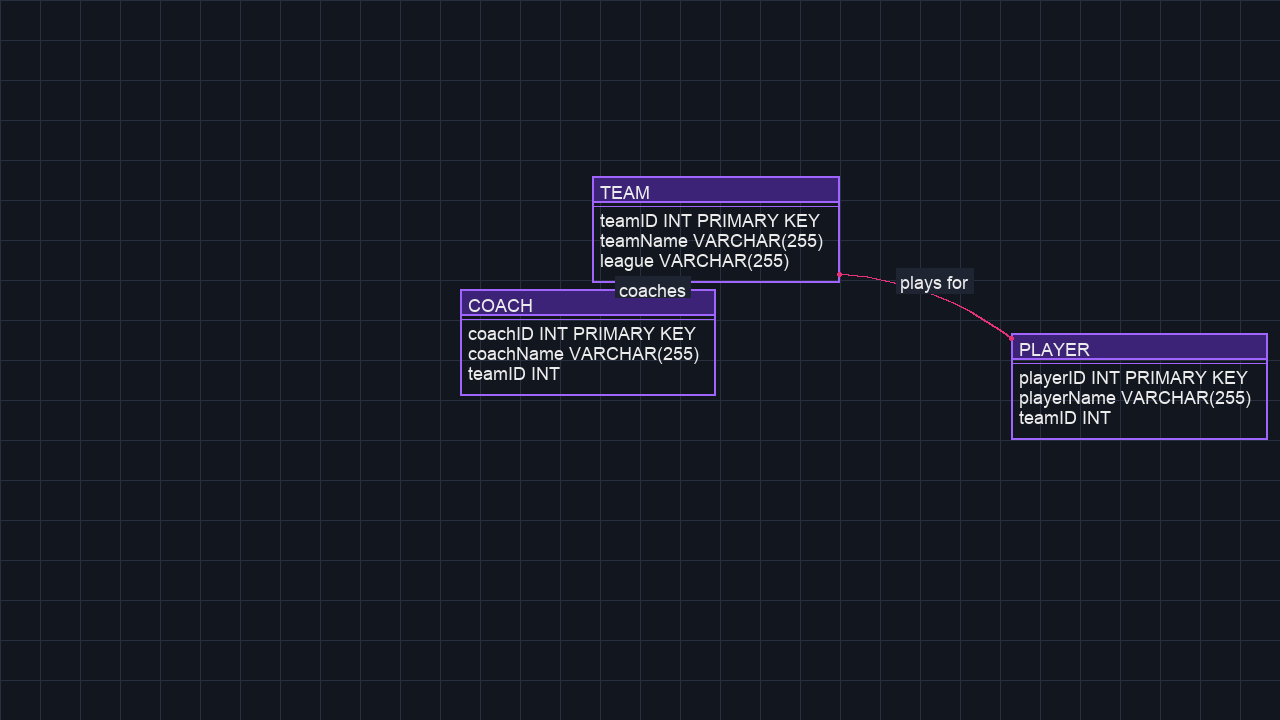 TEAM
teamID INT PRIMARY KEY
teamName VARCHAR(255)
league VARCHAR(255)
coaches
plays for
COACH
coachID INT PRIMARY KEY
coachName VARCHAR(255)
teamID INT
PLAYER
playerID INT PRIMARY KEY
playerName VARCHAR(255)
teamID INT